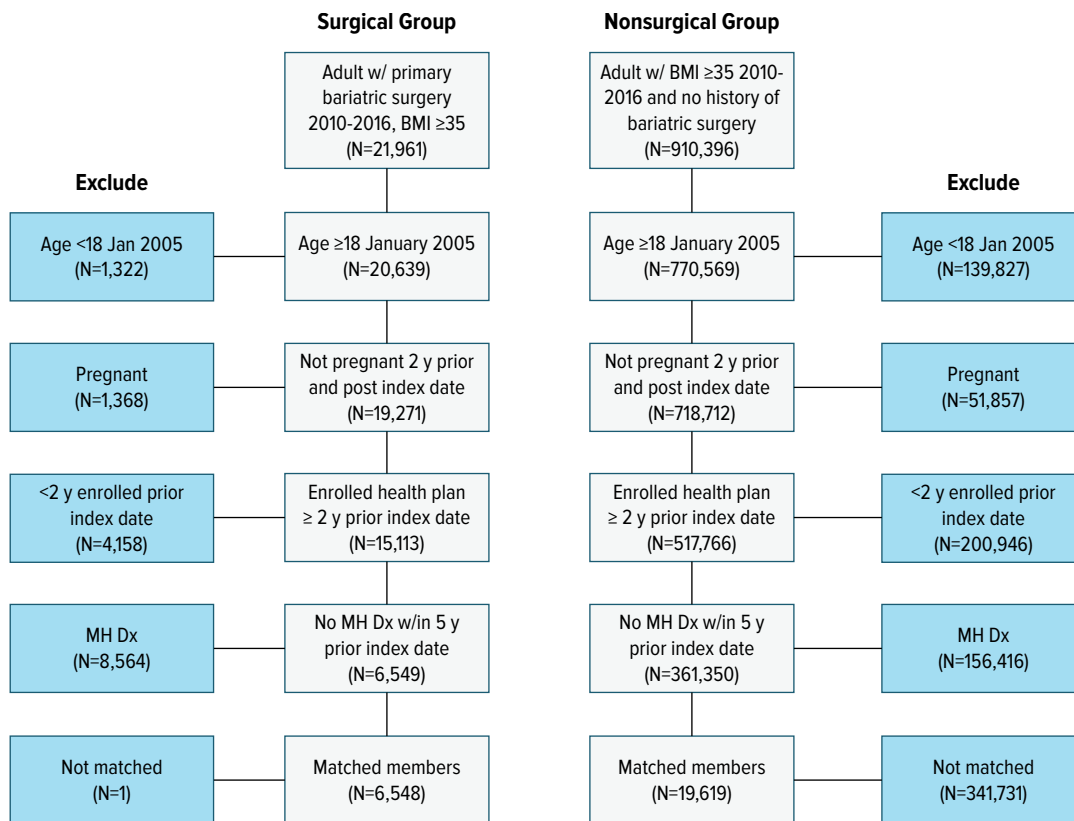 Surgical Group
Nonsurgical Group
Adult w/ primary
bariatric surgery
2010-2016, BMI ≥35
(N=21,961)
Adult w/ BMI ≥35 2010-
2016 and no history of
bariatric surgery
(N=910,396)
Exclude
Exclude
Age <18 Jan 2005
(N=1,322)
Age ≥18 January 2005
(N=20,639)
Age ≥18 January 2005
(N=770,569)
Age <18 Jan 2005
(N=139,827)
Pregnant
(N=1,368)
Not pregnant 2 y prior
and post index date
(N=19,271)
Not pregnant 2 y prior
and post index date
(N=718,712)
Pregnant
(N=51,857)
<2 y enrolled prior
index date
(N=4,158)
Enrolled health plan
≥ 2 y prior index date
(N=15,113)
Enrolled health plan
≥ 2 y prior index date
(N=517,766)
<2 y enrolled prior
index date
(N=200,946)
MH Dx
(N=8,564)
No MH Dx w/in 5 y
prior index date
(N=6,549)
No MH Dx w/in 5 y
prior index date
(N=361,350)
MH Dx
(N=156,416)
Not matched
(N=1)
Matched members
(N=6,548)
Matched members
(N=19,619)
Not matched
(N=341,731)